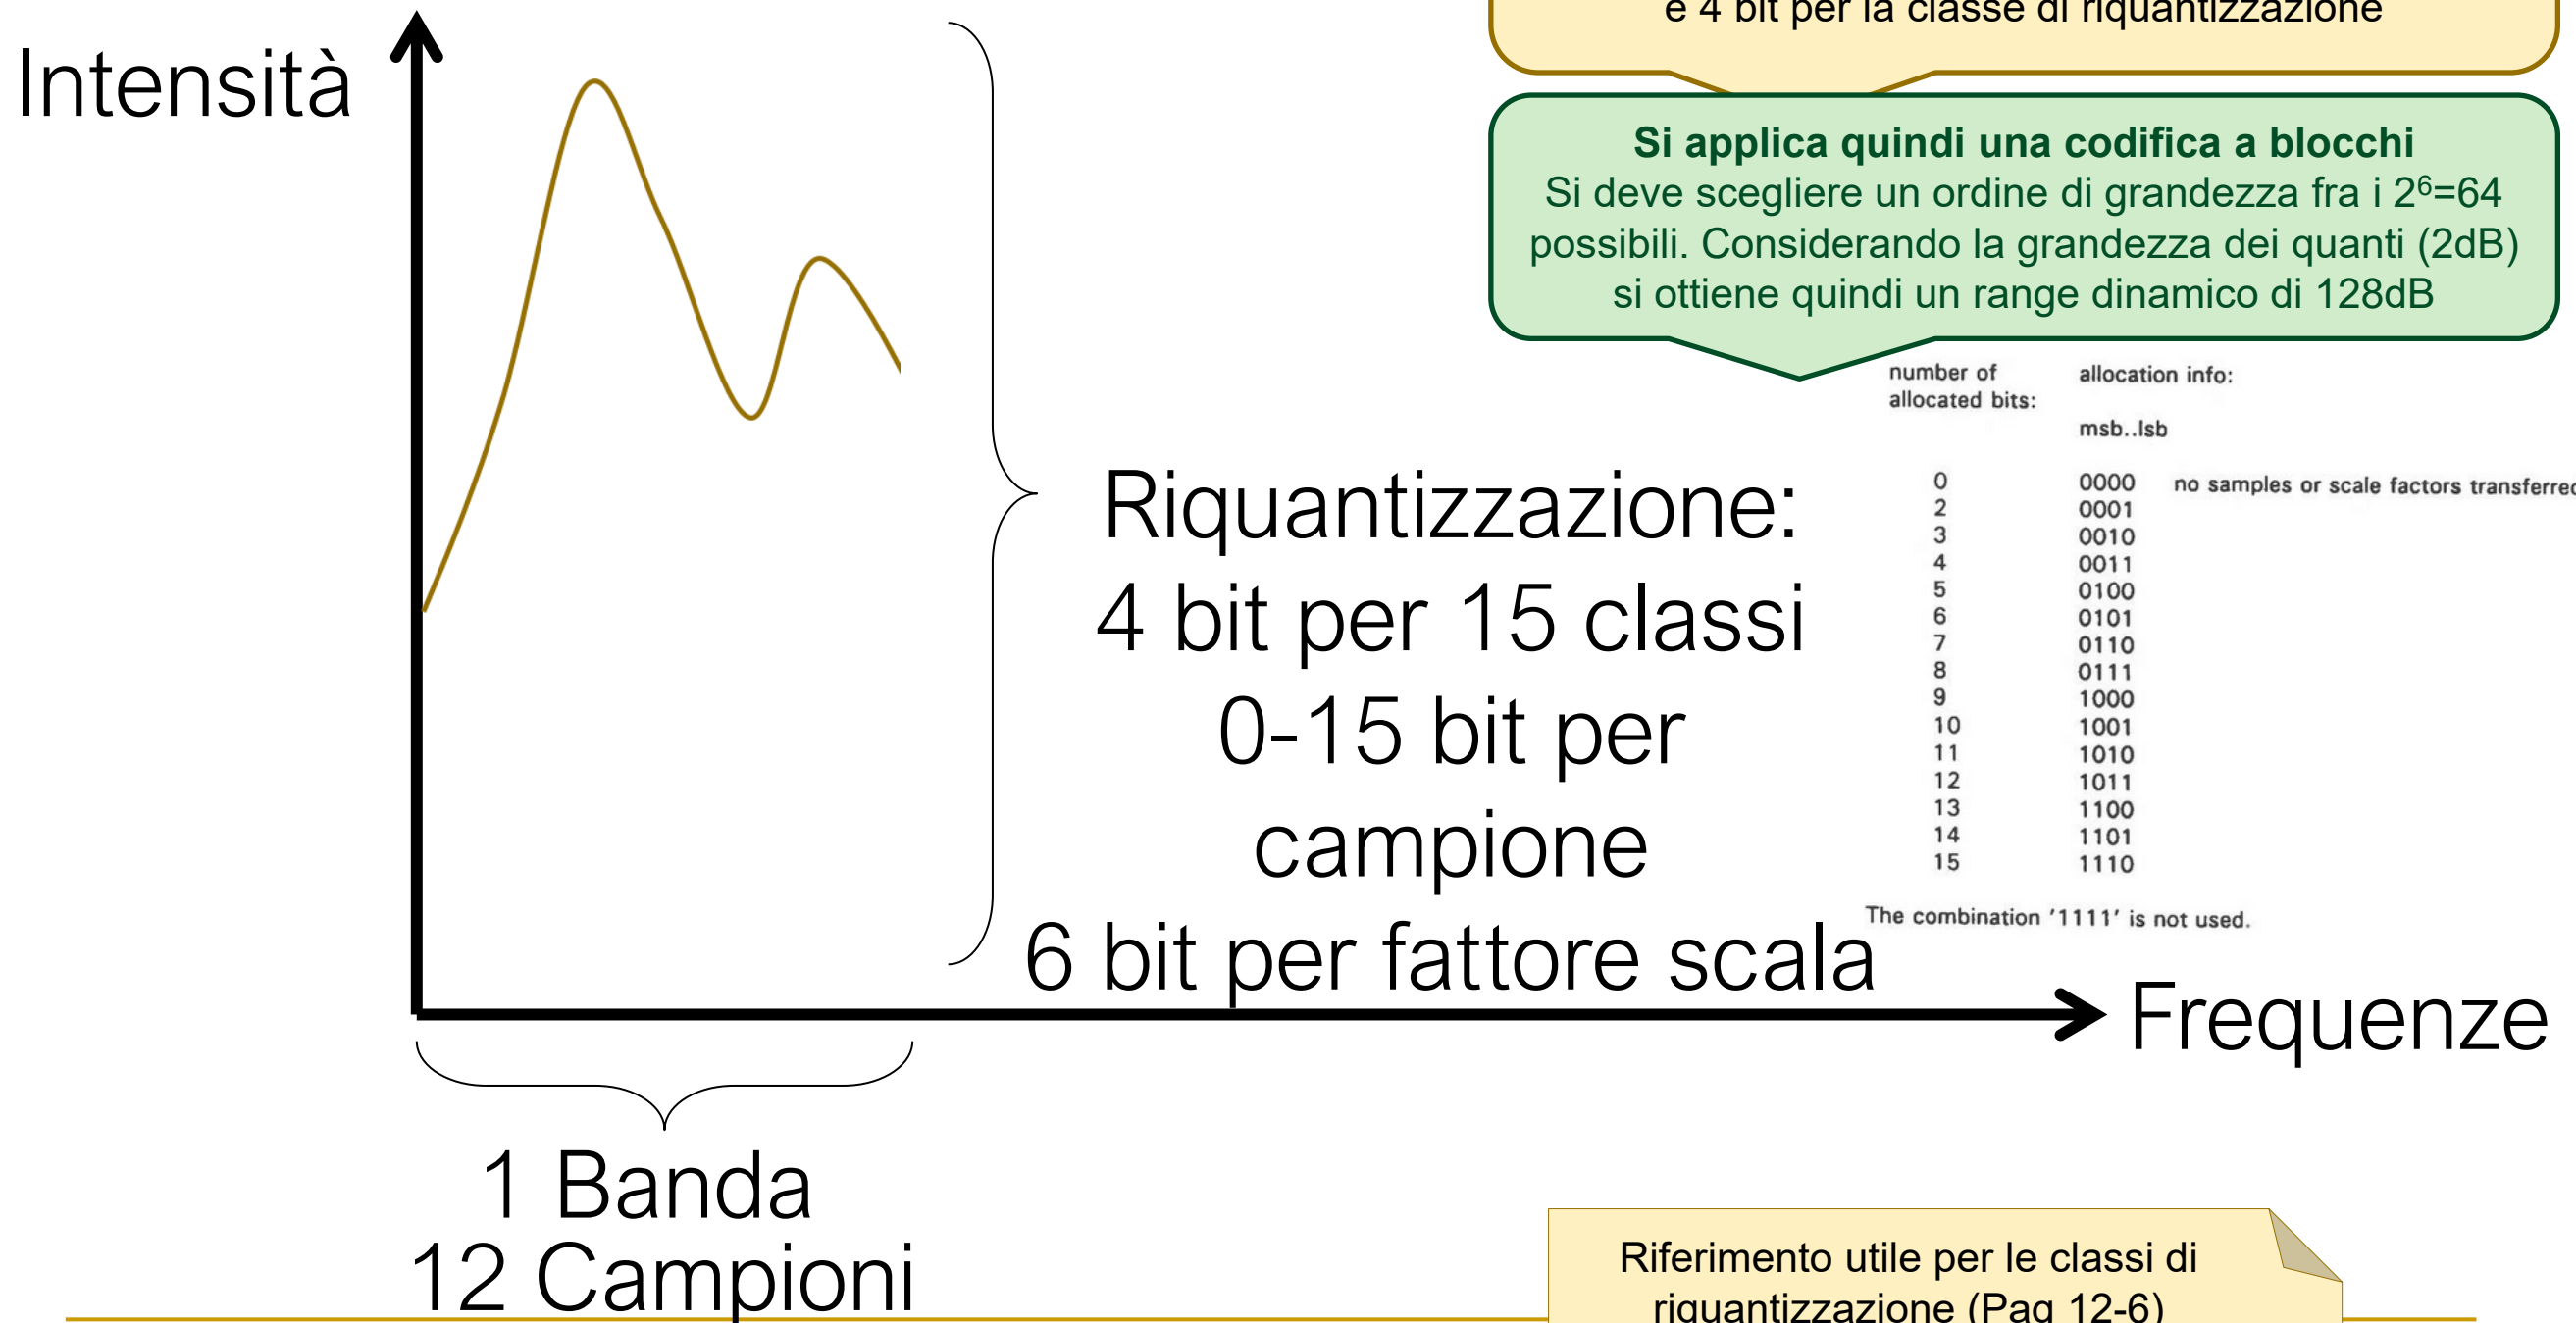 Intensità
e 4 bit per la classe di riquantizzazione
Si applica quindi una codifica a blocchi
Si deve scegliere un ordine di grandezza fra i 2⁶=64
possibili. Considerando la grandezza dei quanti (2dB)
si ottiene quindi un range dinamico di 128dB
number of allocation info:
allocated bits:
msb..lsb
0 0000 no samples or scale factors transferred
2 0001
3 0010
4 0011
5 0100
6 0101
7 0110
8 0111
9 1000
10 1001
11 1010
12 1011
13 1100
14 1101
15 1110
The combination '1111' is not used.
Riquantizzazione:
4 bit per 15 classi
0-15 bit per
campione
6 bit per fattore scala
Frequenze
1 Banda
12 Campioni
Riferimento utile per le classi di
riquantizzazione (Pag 12-6)